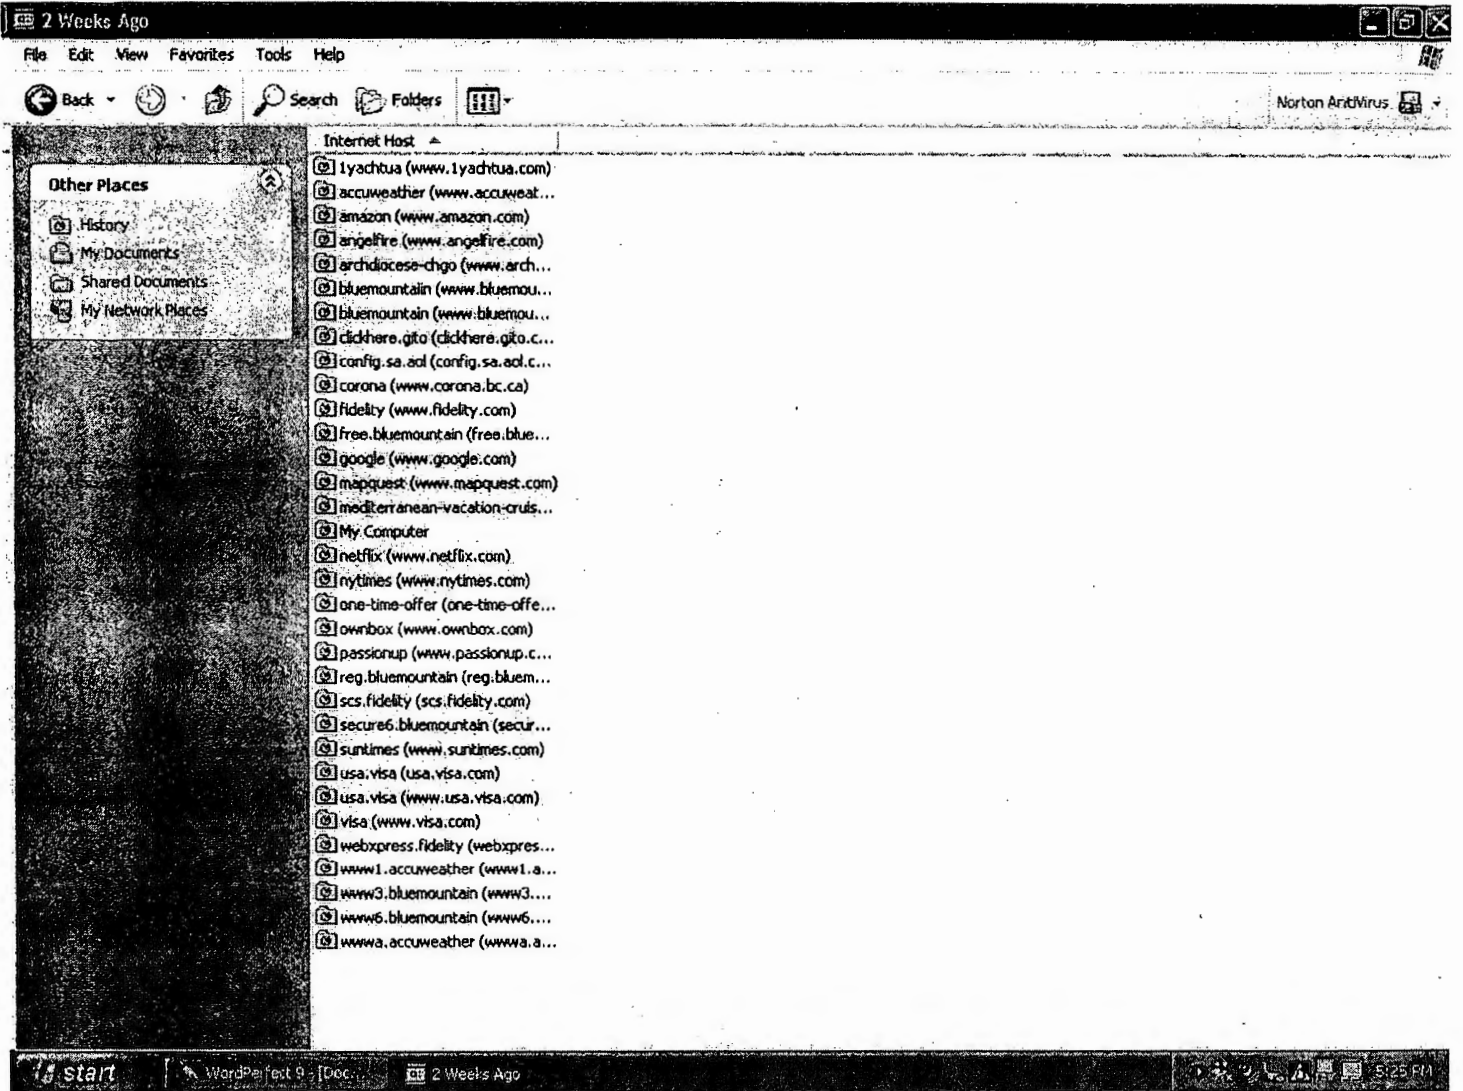 2 Weeks Ago
File Edit View Favorites Tools Help
Back Search Folders Norton AntiVirus
Internet Host
Other Places
History
My Documents
Shared Documents
My Network Places
1yachtua (www.1yachtua.com)
accuweather (www.accuweat...
amazon (www.amazon.com)
angelfire (www.angelfire.com)
archdiocese-chgo (www.arch...
bluemountaiin (www.bluemou...
bluemountain (www.bluemou...
clickhere.gito (clickhere.gito.c...
config.sa.aol (config.sa.aol.c...
corona (www.corona.bc.ca)
fidelity (www.fidelity.com)
free.bluemountain (free.blue...
google (www.google.com)
mapquest (www.mapquest.com)
mediterranean-vacation-cruis...
My Computer
netflix (www.netflix.com)
nytimes (www.nytimes.com)
one-time-offer (one-time-offe...
ownbox (www.ownbox.com)
passionup (www.passionup.c...
reg.bluemountain (reg.bluem...
scs.fidelity (scs.fidelity.com)
secure6.bluemountain (secur...
suntimes (www.suntimes.com)
usa.visa (usa.visa.com)
usa.visa (www.usa.visa.com)
visa (www.visa.com)
webxpress.fidelity (webxpres...
www1.accuweather (www1.a...
www3.bluemountain (www3....
www6.bluemountain (www6....
wwwa.accuweather (wwwa.a...
start WordPerfect 9 - [Doc... 2 Weeks Ago 5:25 PM